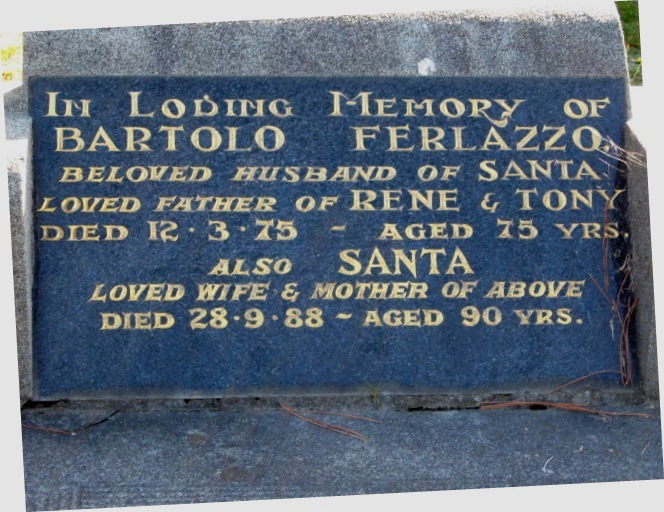 In Loving Memory of
BARTOLO FERLAZZO,
BELOVED HUSBAND OF SANTA
LOVED FATHER OF RENE & TONY
DIED 12·3·75 - AGED 75 YRS.
ALSO SANTA
LOVED WIFE & MOTHER OF ABOVE
DIED 28·9·88 - AGED 90 YRS.